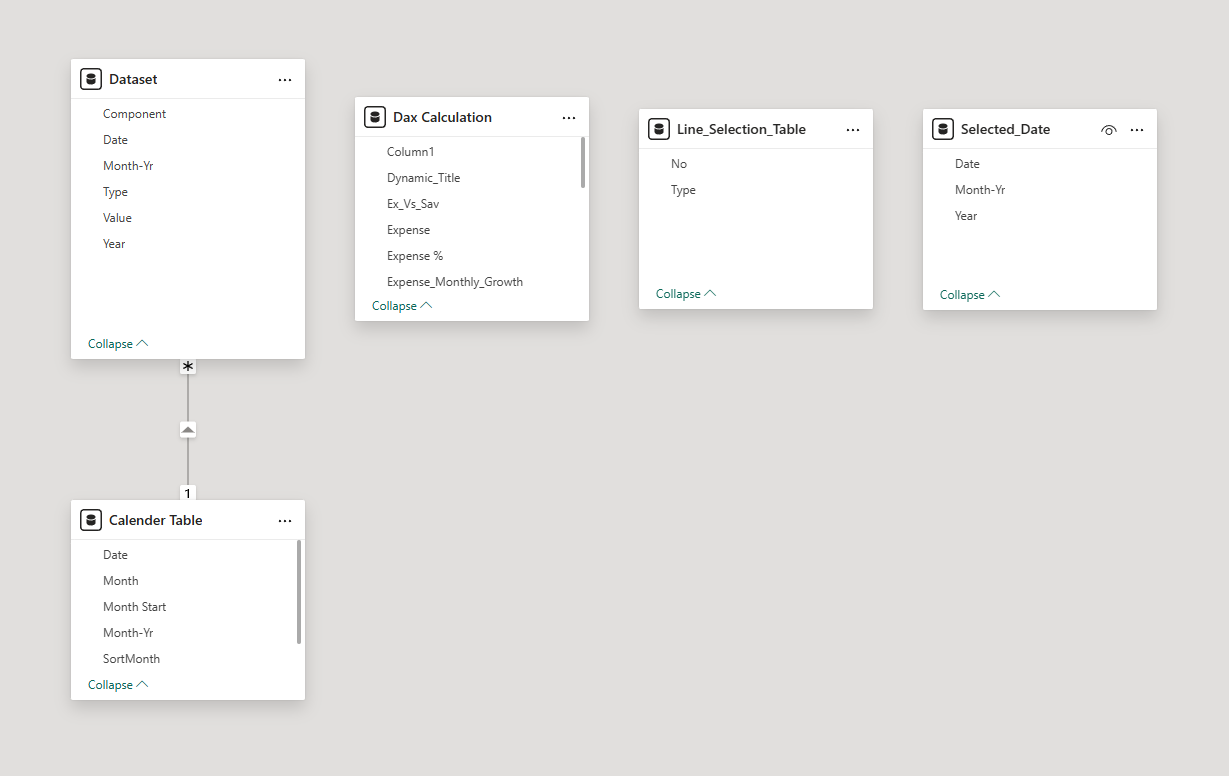 Dataset
Component
Date
Month-Yr
Type
Value
Year
Collapse
*
1
Calender Table
Date
Month
Month Start
Month-Yr
SortMonth
Collapse
Dax Calculation
Column1
Dynamic_Title
Ex_Vs_Sav
Expense
Expense %
Expense_Monthly_Growth
Collapse
Line_Selection_Table
No
Type
Collapse
Selected_Date
Date
Month-Yr
Year
Collapse